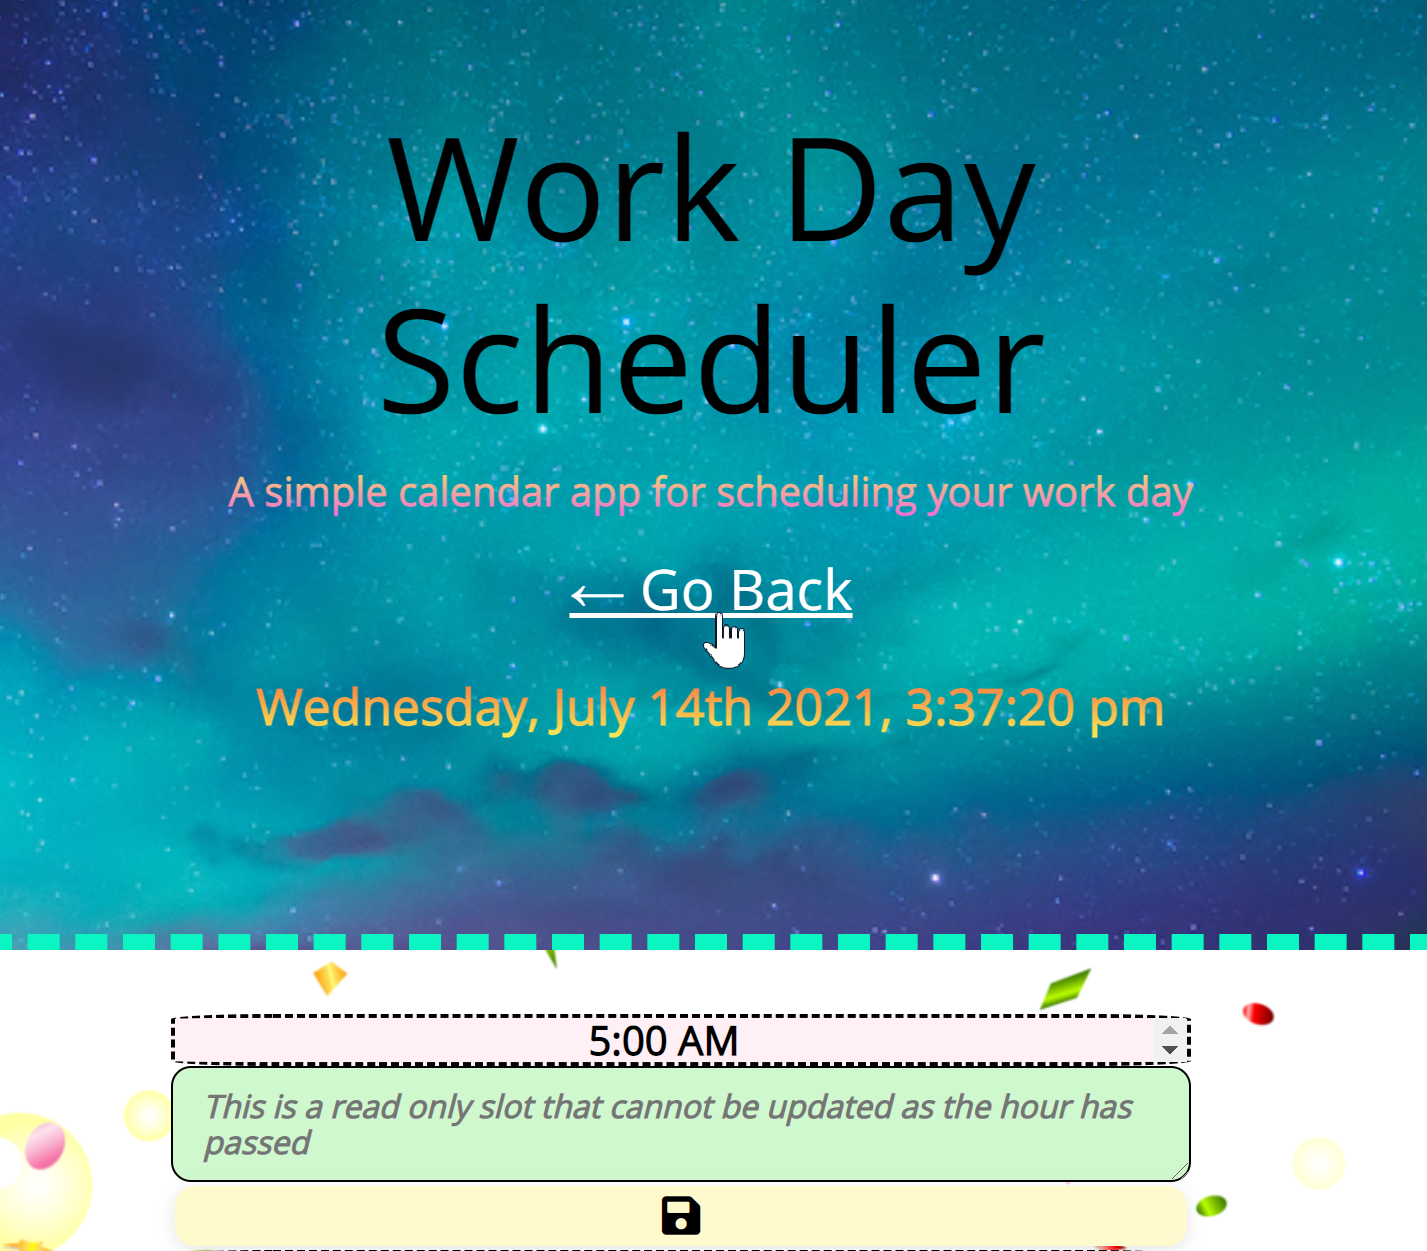 Work Day
Scheduler
A simple calendar app for scheduling your work day
← Go Back
Wednesday, July 14th 2021, 3:37:20 pm
5:00 AM
This is a read only slot that cannot be updated as the hour has
passed